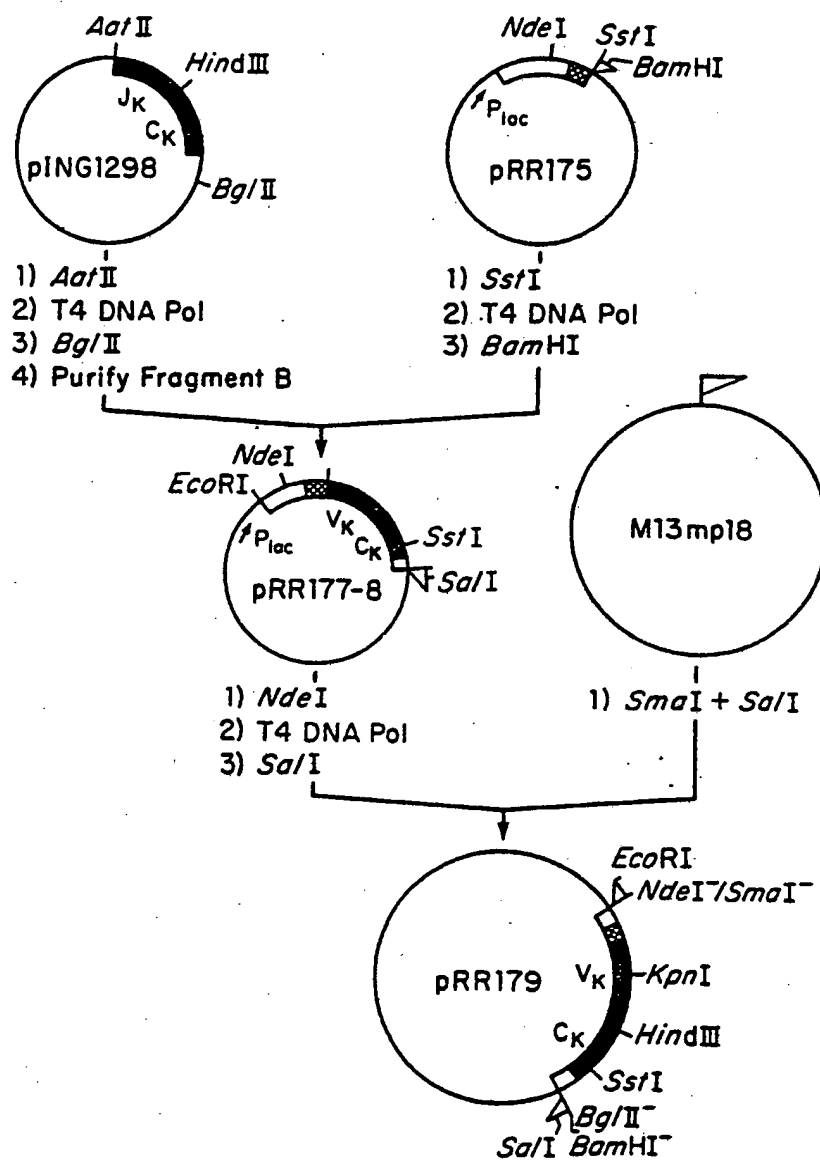 AatII
HindIII
JK
CK
pING1298
BglII
1) AatII
2) T4 DNA Pol
3) BglII
4) Purify Fragment B
NdeI
SstI
BamHI
Plac
pRR175
1) SstI
2) T4 DNA Pol
3) BamHI
NdeI
EcoRI
Plac
VK
CK
SstI
SalI
pRR177-8
1) NdeI
2) T4 DNA Pol
3) SalI
M13mp18
1) SmaI + SalI
EcoRI
NdeI⁻/SmaI⁻
pRR179
VK
KpnI
CK
HindIII
SstI
BglII⁻
SalI BamHI⁻